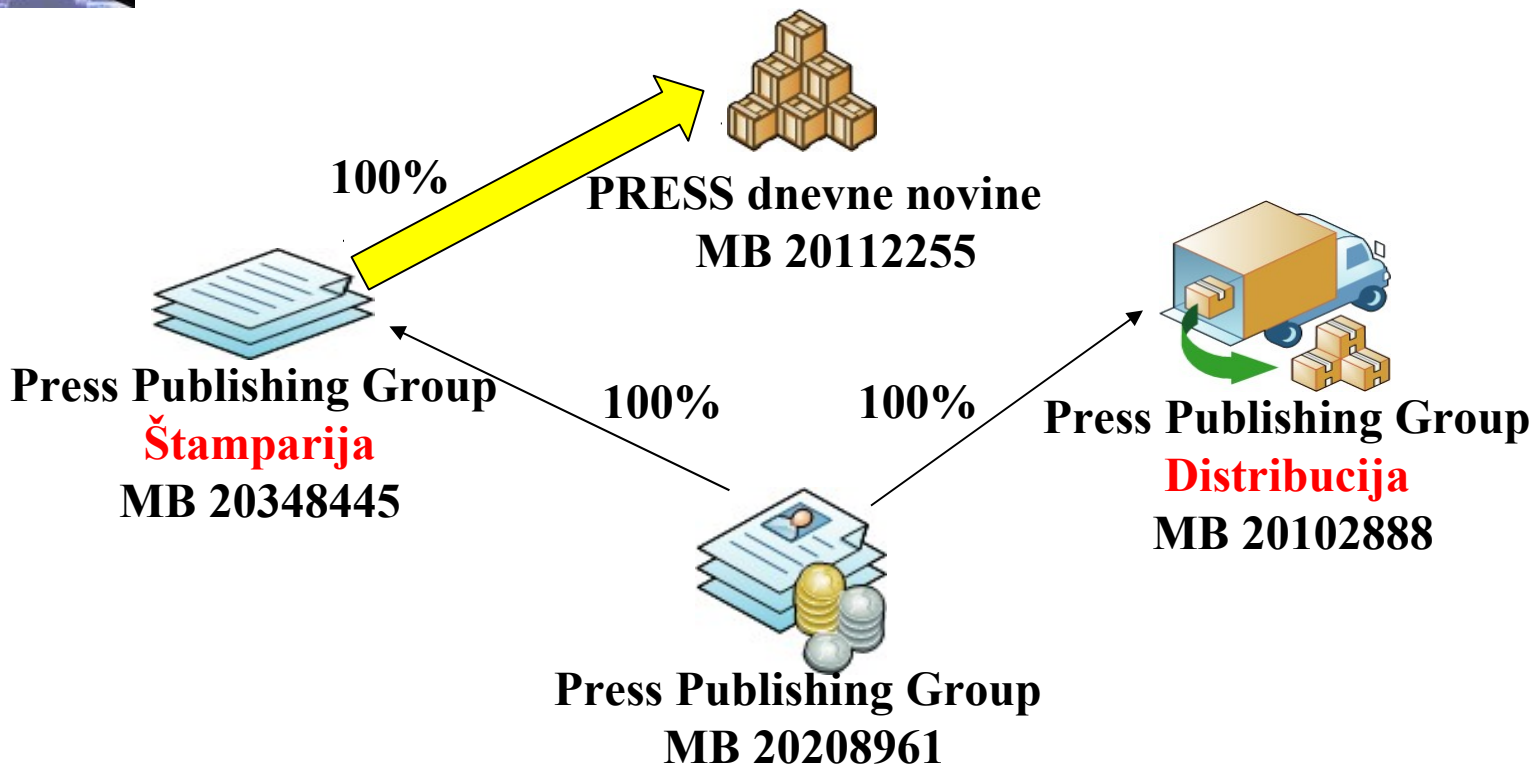 100%
PRESS dnevne novine
MB 20112255
Press Publishing Group
Štamparija
MB 20348445
100%
100%
Press Publishing Group
Distribucija
MB 20102888
Press Publishing Group
MB 20208961